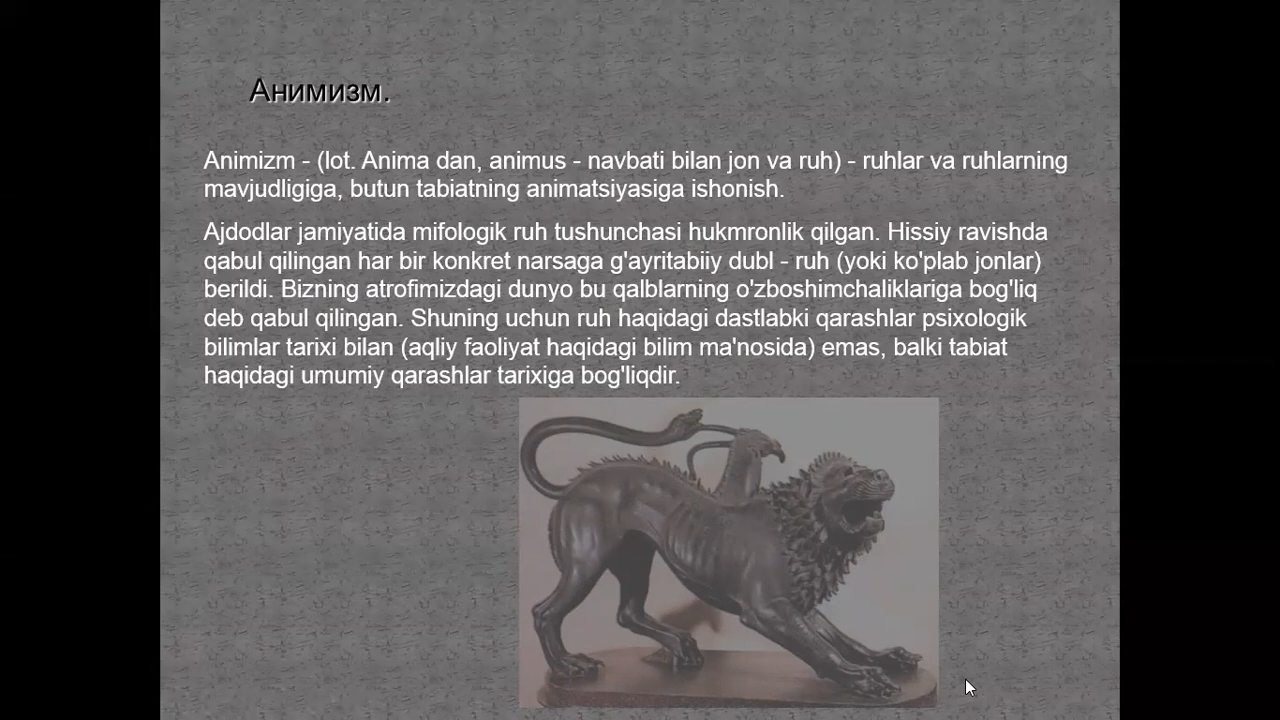 Анимизм.
Animizm - (lot. Anima dan, animus - navbati bilan jon va ruh) - ruhlar va ruhlarning
mavjudligiga, butun tabiatning animatsiyasiga ishonish.
Ajdodlar jamiyatida mifologik ruh tushunchasi hukmronlik qilgan. Hissiy ravishda
qabul qilingan har bir konkret narsaga g'ayritabiiy dubl - ruh (yoki ko'plab jonlar)
berildi. Bizning atrofimizdagi dunyo bu qalblarning o'zboshimchaliklariga bog'liq
deb qabul qilingan. Shuning uchun ruh haqidagi dastlabki qarashlar psixologik
bilimlar tarixi bilan (aqliy faoliyat haqidagi bilim ma'nosida) emas, balki tabiat
haqidagi umumiy qarashlar tarixiga bog'liqdir.